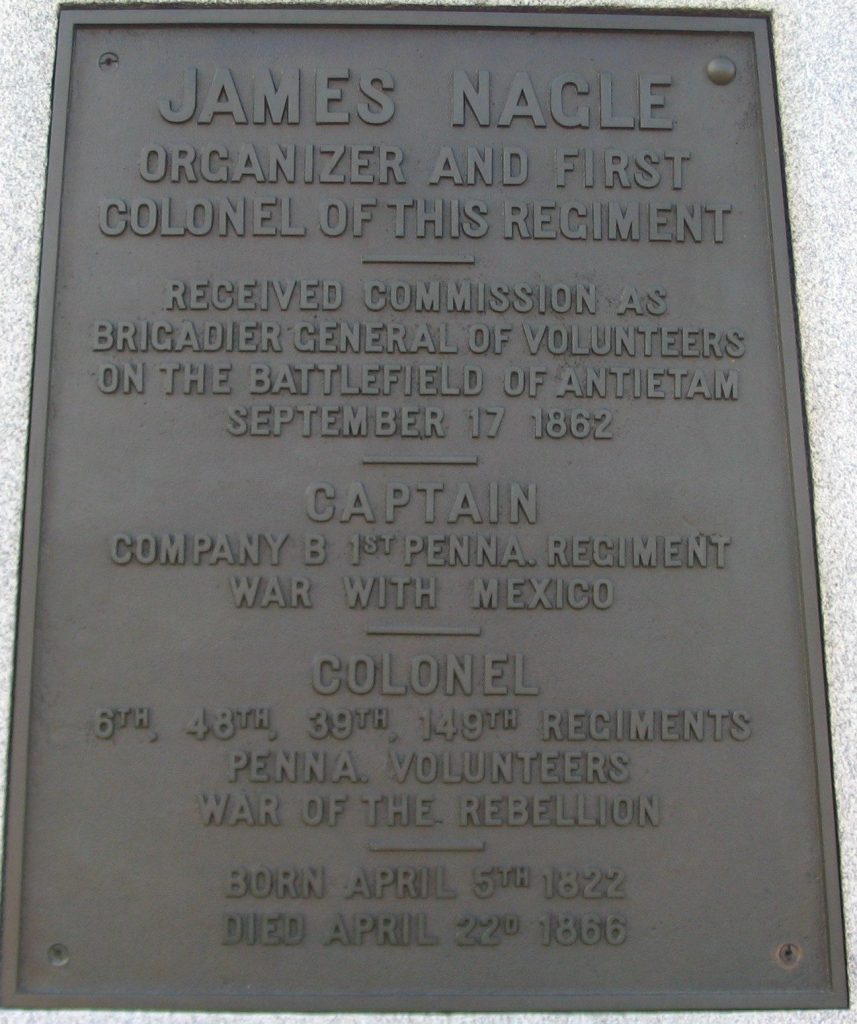 JAMES NAGLE
ORGANIZER AND FIRST
COLONEL OF THIS REGIMENT
RECEIVED COMMISSION AS
BRIGADIER GENERAL OF VOLUNTEERS
ON THE BATTLEFIELD OF ANTIETAM
SEPTEMBER 17 1862
CAPTAIN
COMPANY B 1ST PENNA. REGIMENT
WAR WITH MEXICO
COLONEL
6TH, 48TH, 39TH, 149TH REGIMENTS
PENNA. VOLUNTEERS
WAR OF THE REBELLION
BORN APRIL 5TH 1822
DIED APRIL 22D 1866